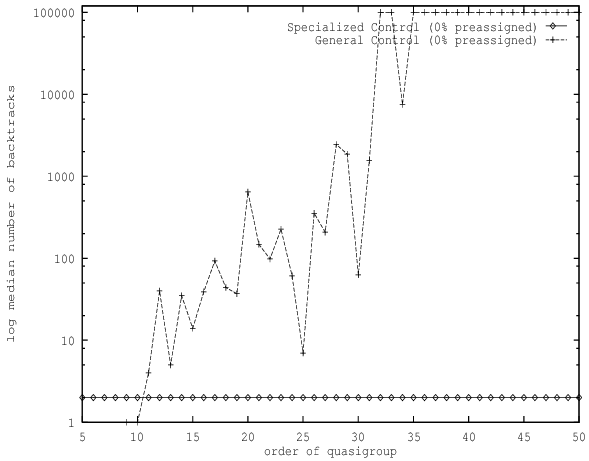 100000
Specialized Control (0% preassigned)
General Control (0% preassigned)
10000
1000
100
10
1
log median number of backtracks
5 10 15 20 25 30 35 40 45 50
order of quasigroup